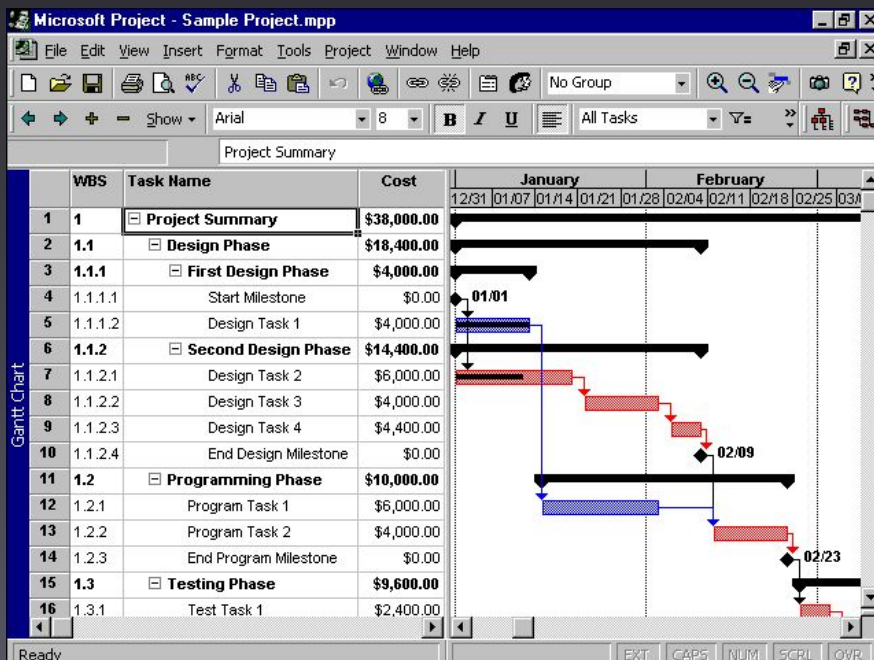 Microsoft Project - Sample Project.mpp
File Edit View Insert Format Tools Project Window Help
ABC No Group
Show Arial 8 B I U All Tasks
Project Summary
WBS Task Name Cost January February
12/31 01/07 01/14 01/21 01/28 02/04 02/11 02/18 02/25 03/
1 1 Project Summary $38,000.00
2 1.1 Design Phase $18,400.00
3 1.1.1 First Design Phase $4,000.00
4 1.1.1.1 Start Milestone $0.00 01/01
5 1.1.1.2 Design Task 1 $4,000.00
6 1.1.2 Second Design Phase $14,400.00
7 1.1.2.1 Design Task 2 $6,000.00
8 1.1.2.2 Design Task 3 $4,000.00
9 1.1.2.3 Design Task 4 $4,400.00
10 1.1.2.4 End Design Milestone $0.00 02/09
11 1.2 Programming Phase $10,000.00
12 1.2.1 Program Task 1 $6,000.00
13 1.2.2 Program Task 2 $4,000.00
14 1.2.3 End Program Milestone $0.00 02/23
15 1.3 Testing Phase $9,600.00
16 1.3.1 Test Task 1 $2,400.00
Gantt Chart
Ready EXT CAPS NUM SCRL OVR